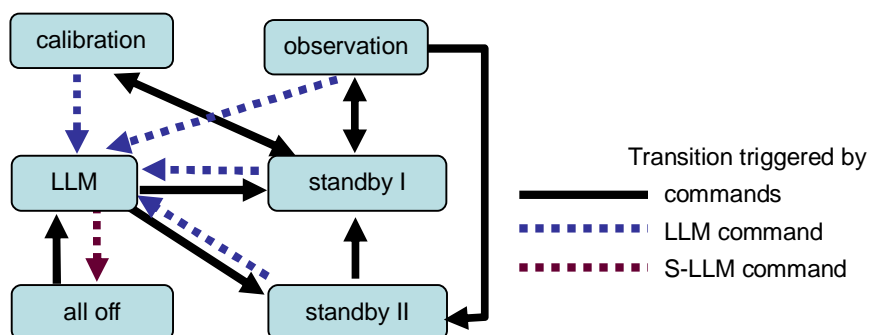 calibration
observation
LLM
standby I
all off
standby II
Transition triggered by
commands
LLM command
S-LLM command